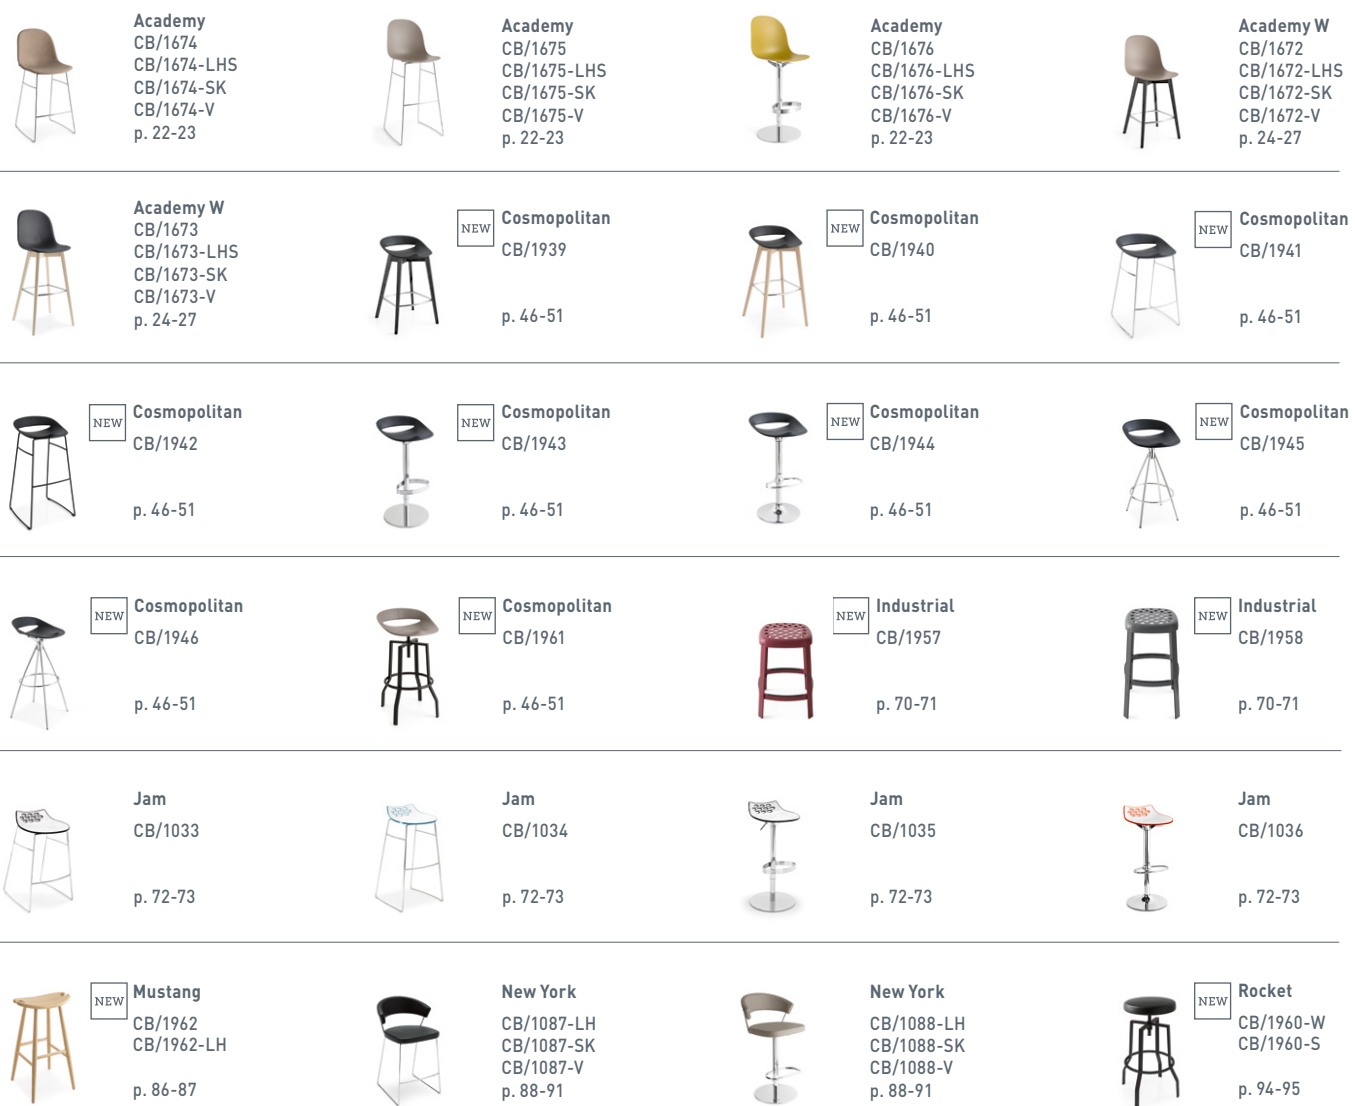 Academy
CB/1674
CB/1674-LHS
CB/1674-SK
CB/1674-V
p. 22-23
Academy
CB/1675
CB/1675-LHS
CB/1675-SK
CB/1675-V
p. 22-23
Academy
CB/1676
CB/1676-LHS
CB/1676-SK
CB/1676-V
p. 22-23
Academy W
CB/1672
CB/1672-LHS
CB/1672-SK
CB/1672-V
p. 24-27
Academy W
CB/1673
CB/1673-LHS
CB/1673-SK
CB/1673-V
p. 24-27
NEW
Cosmopolitan
CB/1939
p. 46-51
NEW
Cosmopolitan
CB/1940
p. 46-51
NEW
Cosmopolitan
CB/1941
p. 46-51
NEW
Cosmopolitan
CB/1942
p. 46-51
NEW
Cosmopolitan
CB/1943
p. 46-51
NEW
Cosmopolitan
CB/1944
p. 46-51
NEW
Cosmopolitan
CB/1945
p. 46-51
NEW
Cosmopolitan
CB/1946
p. 46-51
NEW
Cosmopolitan
CB/1961
p. 46-51
NEW
Industrial
CB/1957
p. 70-71
NEW
Industrial
CB/1958
p. 70-71
Jam
CB/1033
p. 72-73
Jam
CB/1034
p. 72-73
Jam
CB/1035
p. 72-73
Jam
CB/1036
p. 72-73
NEW
Mustang
CB/1962
CB/1962-LH
p. 86-87
New York
CB/1087-LH
CB/1087-SK
CB/1087-V
p. 88-91
New York
CB/1088-LH
CB/1088-SK
CB/1088-V
p. 88-91
NEW
Rocket
CB/1960-W
CB/1960-S
p. 94-95